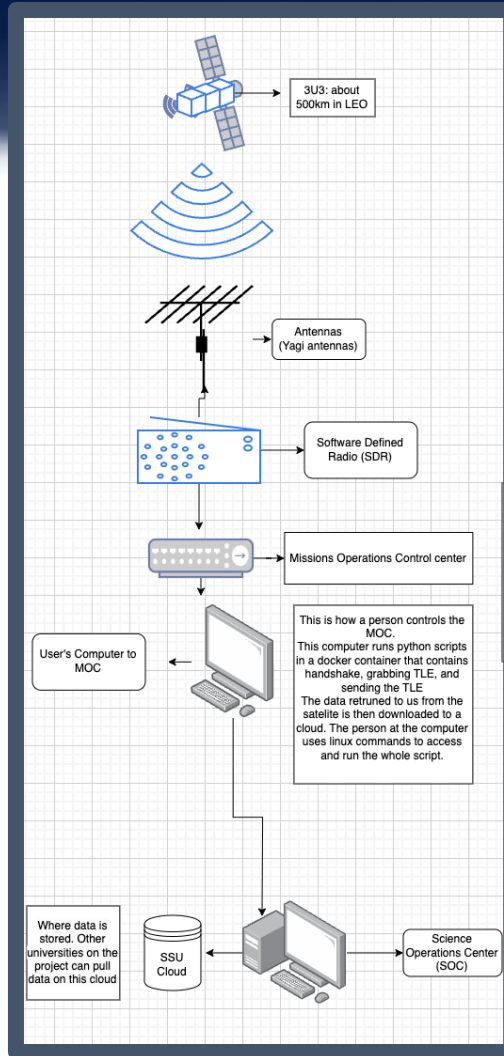 3U3: about
500km in LEO
Antennas
(Yagi antennas)
Software Defined
Radio (SDR)
Missions Operations Control center
User's Computer to
MOC
This is how a person controls the
MOC.
This computer runs python scripts
in a docker container that contains
handshake, grabbing TLE, and
sending the TLE
The data retruned to us from the
satelite is then downloaded to a
cloud. The person at the computer
uses linux commands to access
and run the whole script.
Where data is
stored. Other
universities on the
project can pull
data on this cloud
SSU
Cloud
Science
Operations Center
(SOC)